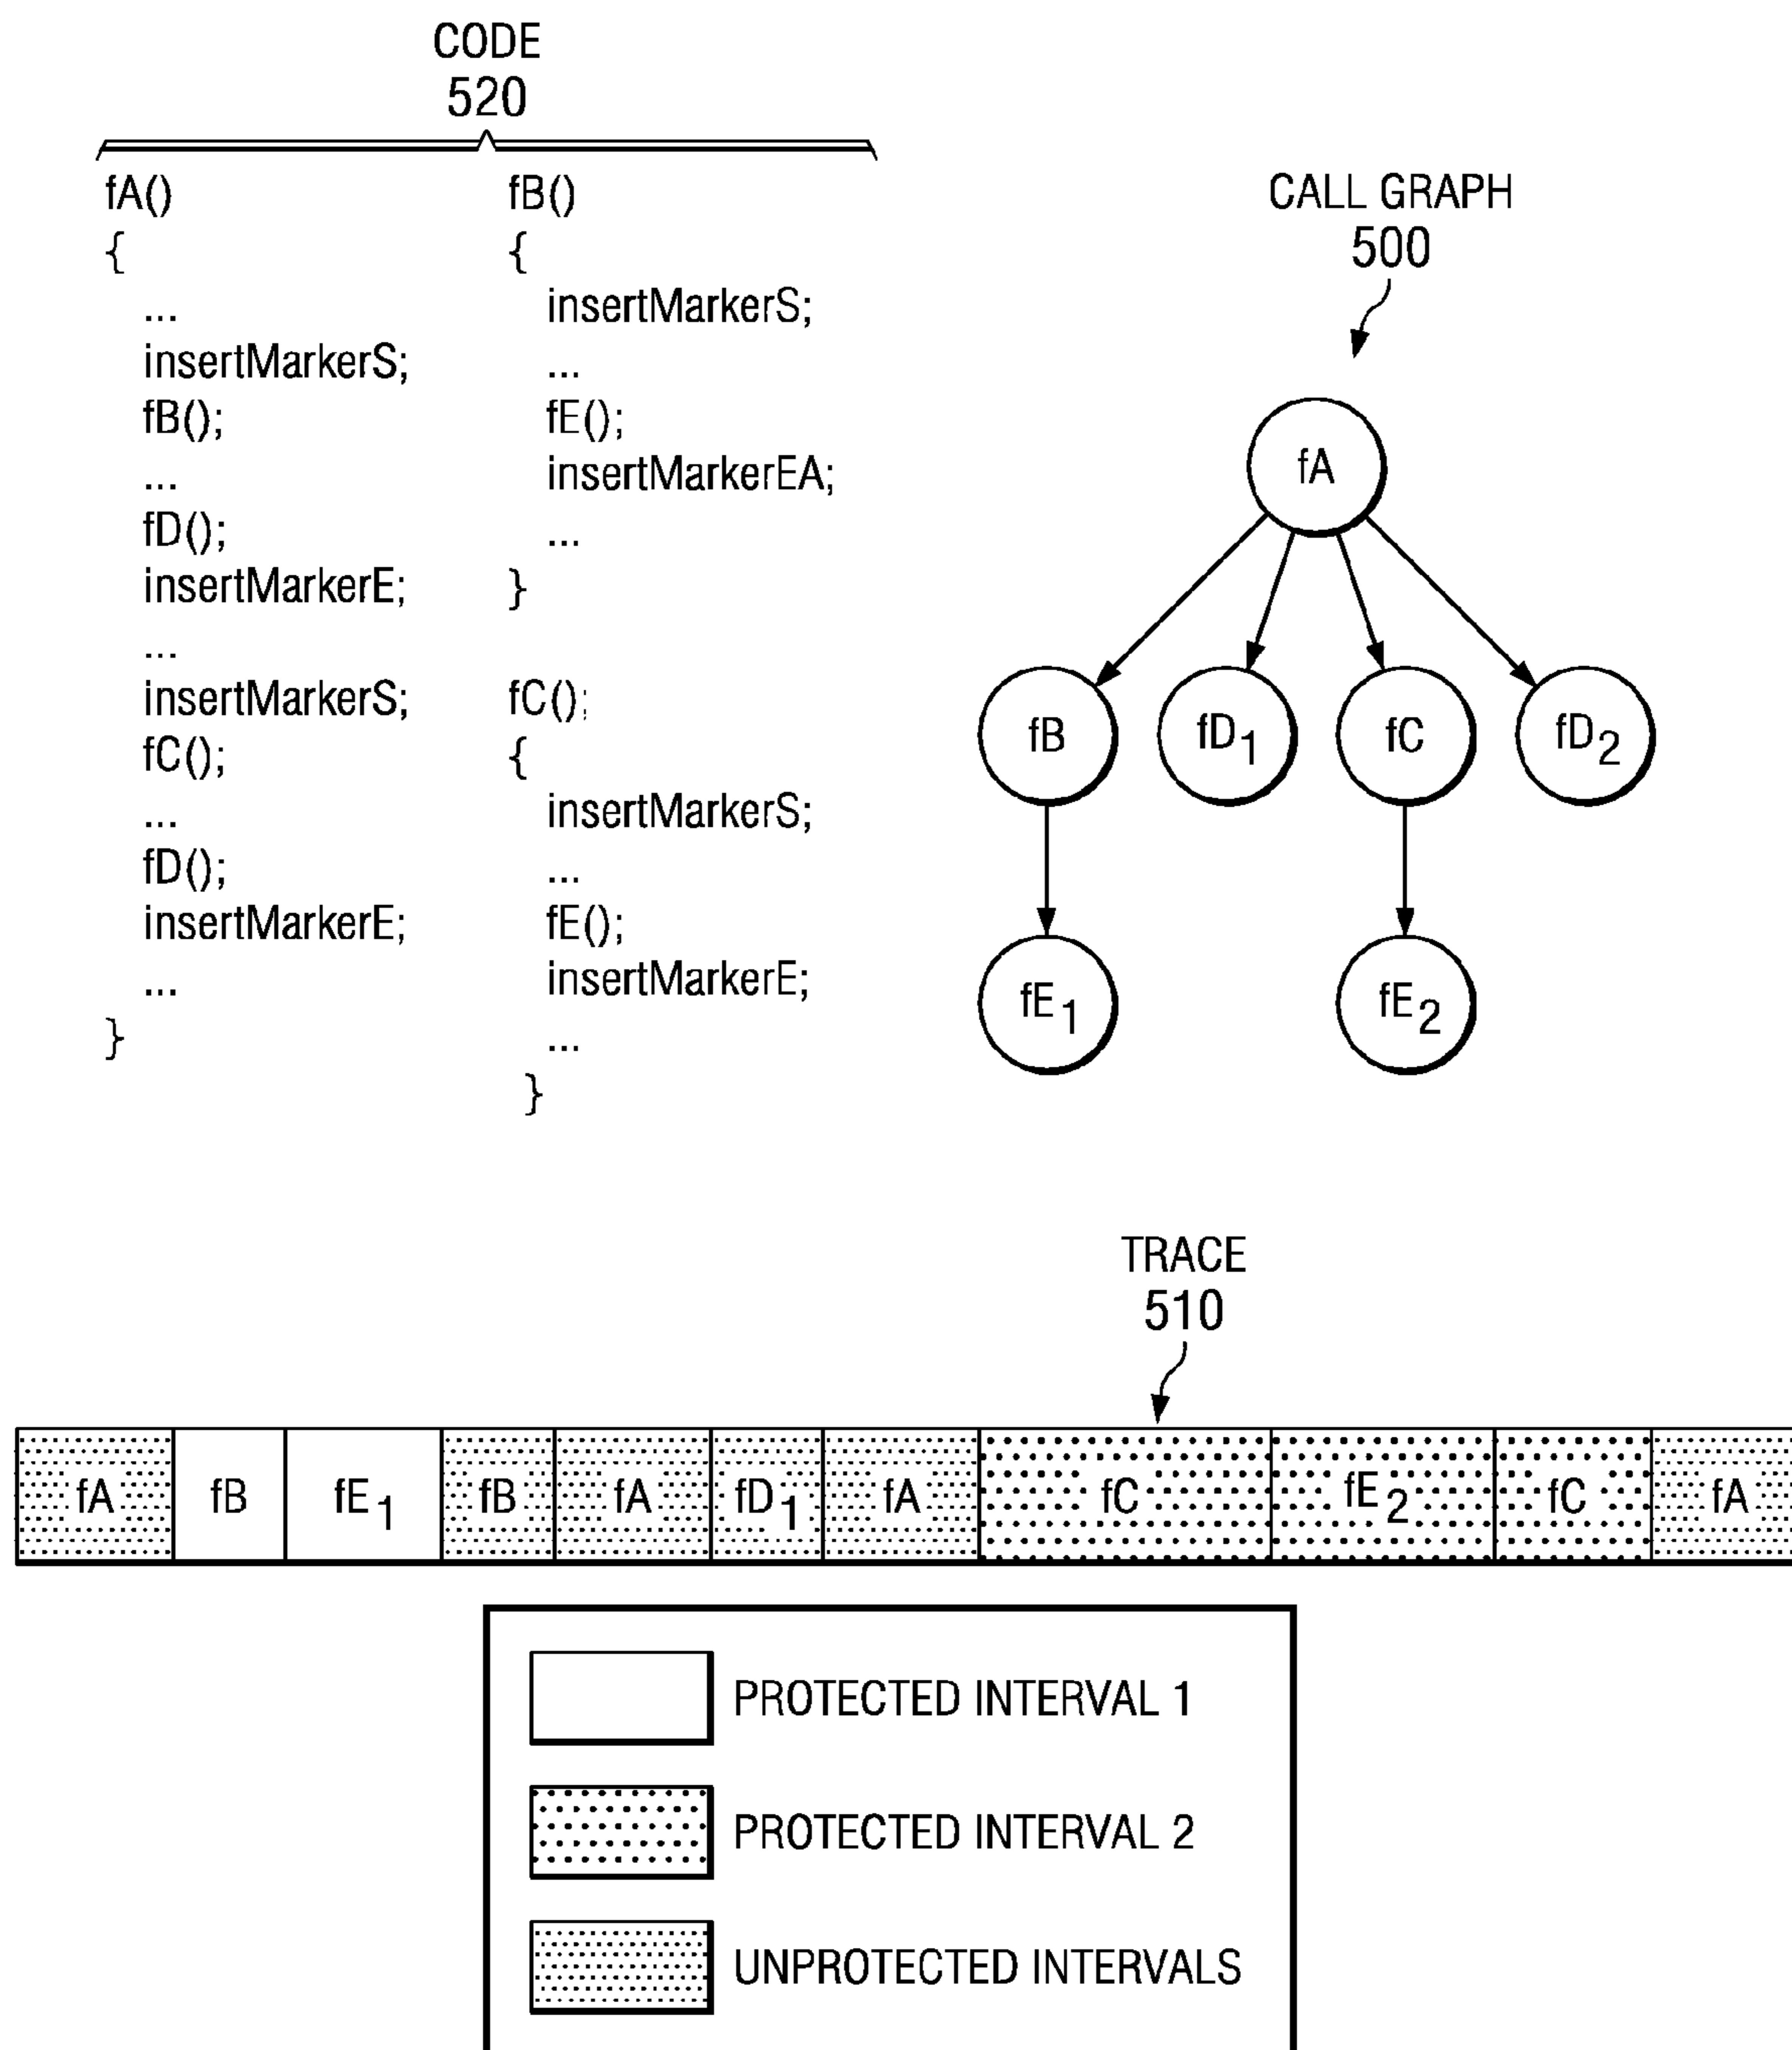 CODE
520
fA()
{
...
insertMarkerS;
fB();
...
fD();
insertMarkerE;
...
insertMarkerS;
fC();
...
fD();
insertMarkerE;
...
}
fB()
{
insertMarkerS;
...
fE();
insertMarkerEA;
...
}
fC();
{
insertMarkerS;
...
fE();
insertMarkerE;
...
}
CALL GRAPH
500
fA
fB fD1 fC fD2
fE1 fE2
TRACE
510
fA fB fE1 fB fA fD1 fA fC fE2 fC fA
PROTECTED INTERVAL 1
PROTECTED INTERVAL 2
UNPROTECTED INTERVALS